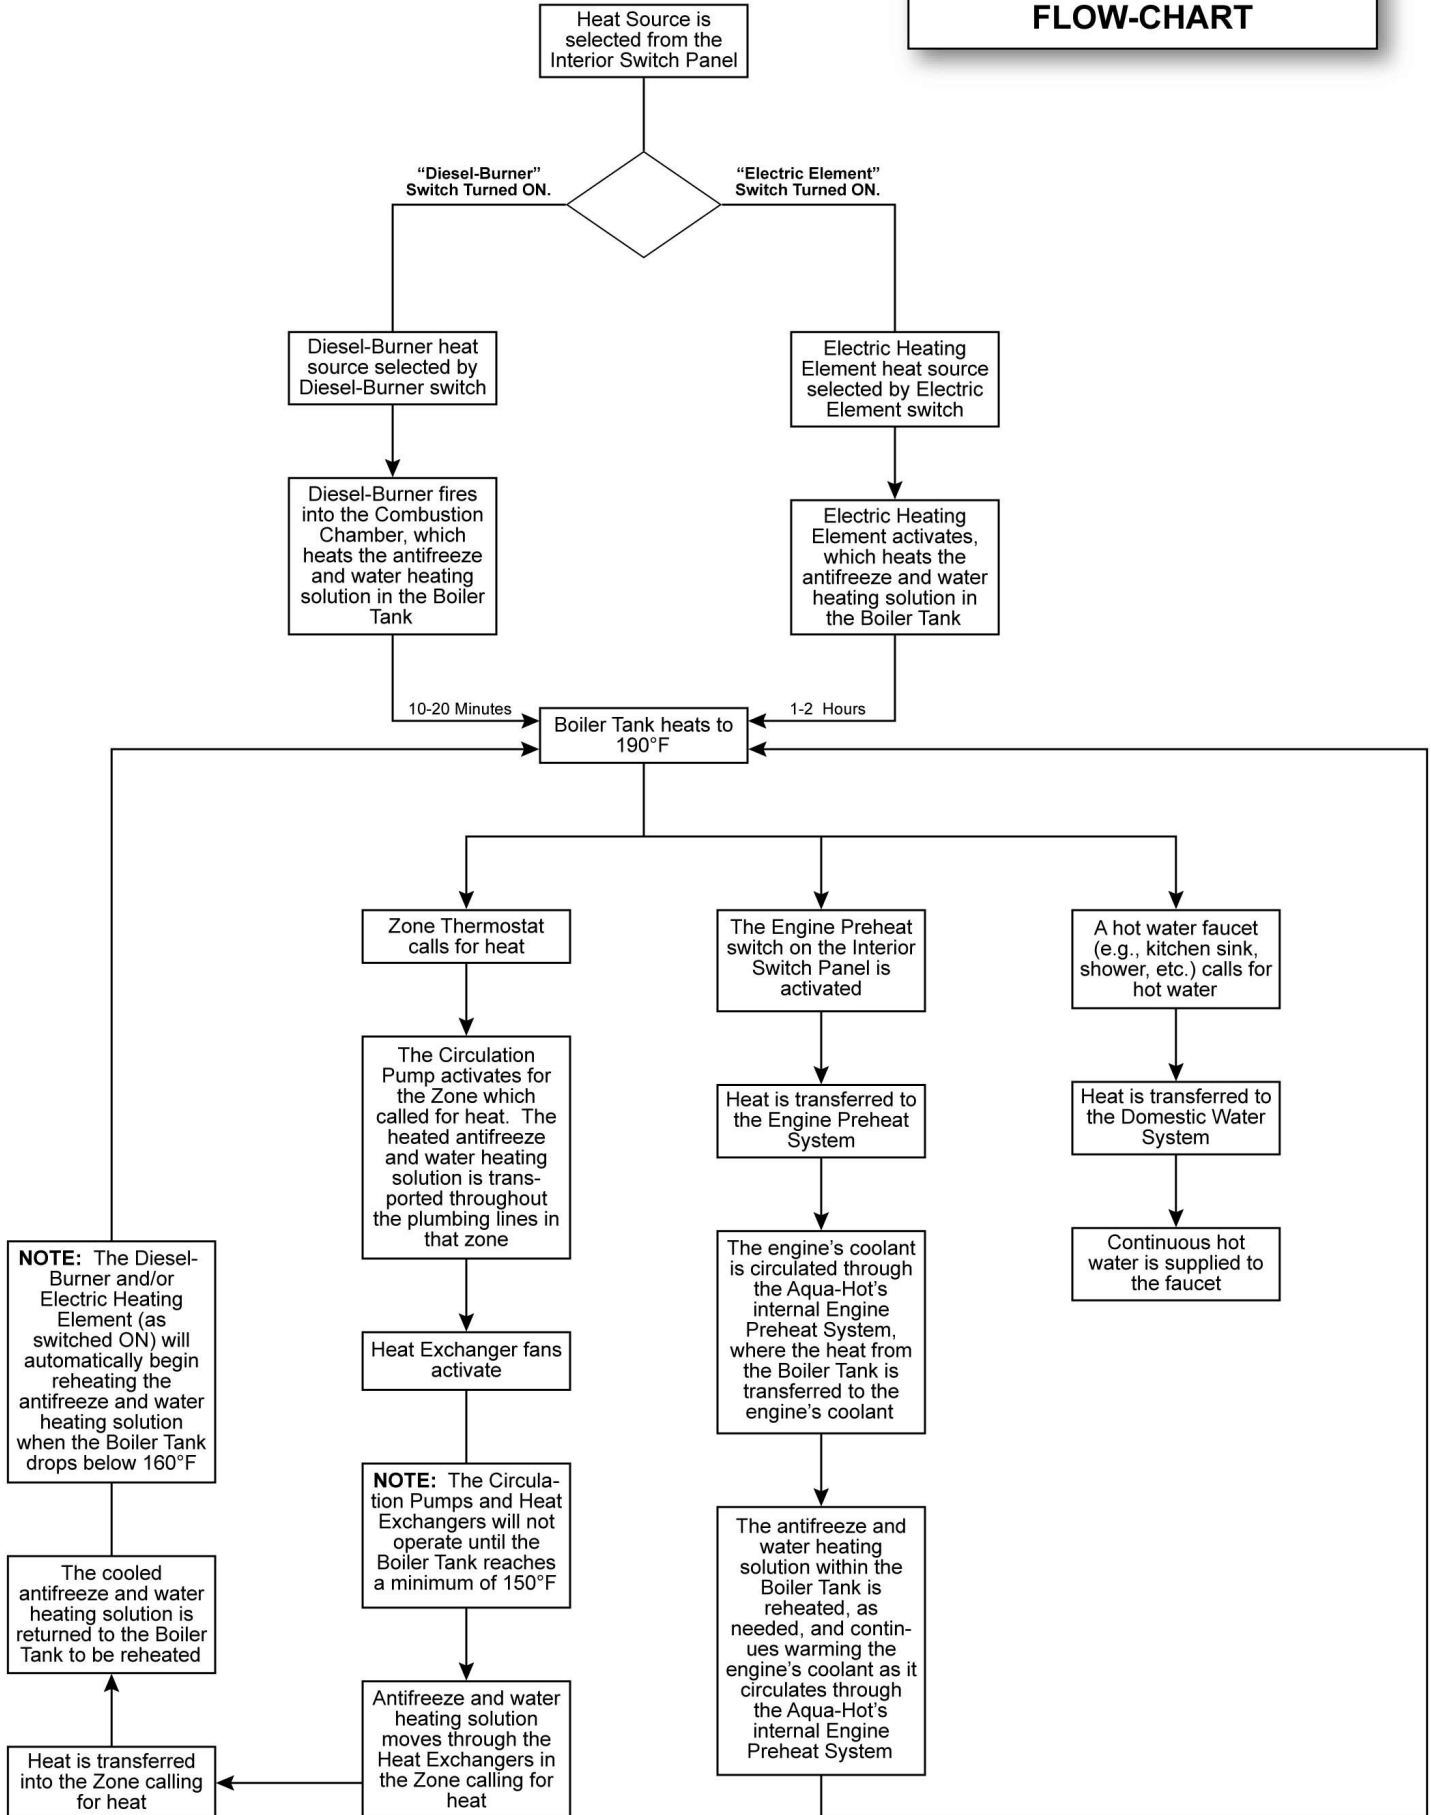 FLOW-CHART
Heat Source is
selected from the
Interior Switch Panel
“Diesel-Burner”
Switch Turned ON.
“Electric Element”
Switch Turned ON.
Diesel-Burner heat
source selected by
Diesel-Burner switch
Electric Heating
Element heat source
selected by Electric
Element switch
Diesel-Burner fires
into the Combustion
Chamber, which
heats the antifreeze
and water heating
solution in the Boiler
Tank
Electric Heating
Element activates,
which heats the
antifreeze and water
heating solution in
the Boiler Tank
10-20 Minutes
1-2 Hours
Boiler Tank heats to
190°F
Zone Thermostat
calls for heat
The Circulation
Pump activates for
the Zone which
called for heat. The
heated antifreeze
and water heating
solution is trans-
ported throughout
the plumbing lines in
that zone
Heat Exchanger fans
activate
NOTE: The Circula-
tion Pumps and Heat
Exchangers will not
operate until the
Boiler Tank reaches
a minimum of 150°F
Antifreeze and water
heating solution
moves through the
Heat Exchangers in
the Zone calling for
heat
Heat is transferred
into the Zone calling
for heat
The cooled
antifreeze and water
heating solution is
returned to the Boiler
Tank to be reheated
NOTE: The Diesel-
Burner and/or
Electric Heating
Element (as
switched ON) will
automatically begin
reheating the
antifreeze and water
heating solution
when the Boiler Tank
drops below 160°F
The Engine Preheat
switch on the Interior
Switch Panel is
activated
Heat is transferred to
the Engine Preheat
System
The engine’s coolant
is circulated through
the Aqua-Hot’s
internal Engine
Preheat System,
where the heat from
the Boiler Tank is
transferred to the
engine’s coolant
The antifreeze and
water heating
solution within the
Boiler Tank is
reheated, as
needed, and contin-
ues warming the
engine’s coolant as it
circulates through
the Aqua-Hot’s
internal Engine
Preheat System
A hot water faucet
(e.g., kitchen sink,
shower, etc.) calls for
hot water
Heat is transferred to
the Domestic Water
System
Continuous hot
water is supplied to
the faucet